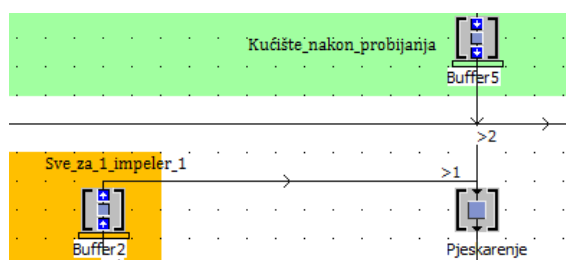 Kućište_nakon_probijanja
Buffer5
>2
Sve_za_1_impeler_1
>1
Buffer2
Pjeskarenje